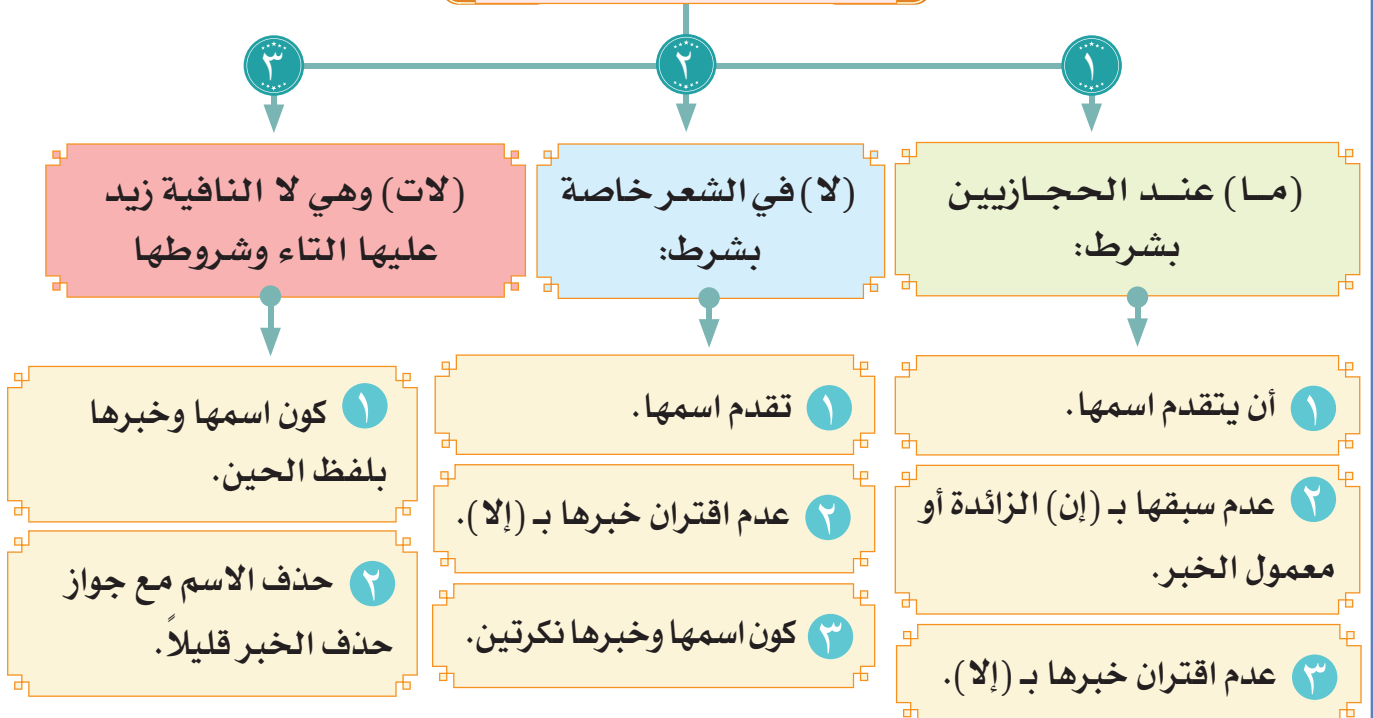 ١
٢
٣
(مـا) عنـد الحجـازيين
بشرط:
(لا) في الشعر خاصة
بشرط:
(لات) وهي لا النافية زيد
عليها التاء وشروطها
١ أن يتقدم اسمها.
٢ عدم سبقها بـ (إن) الزائدة أو
معمول الخبر.
٣ عدم اقتران خبرها بـ (إلا).
١ تقدم اسمها.
٢ عدم اقتران خبرها بـ (إلا).
٣ كون اسمها وخبرها نكرتين.
١ كون اسمها وخبرها
بلفظ الحين.
٢ حذف الاسم مع جواز
حذف الخبر قليلاً.